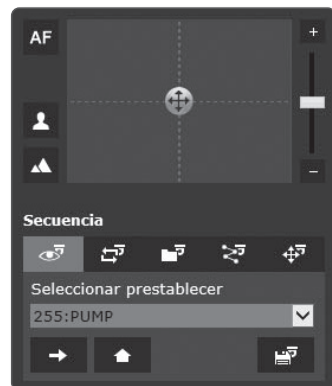 AF
+
−
Secuencia
Seleccionar prestablecer
255:PUMP